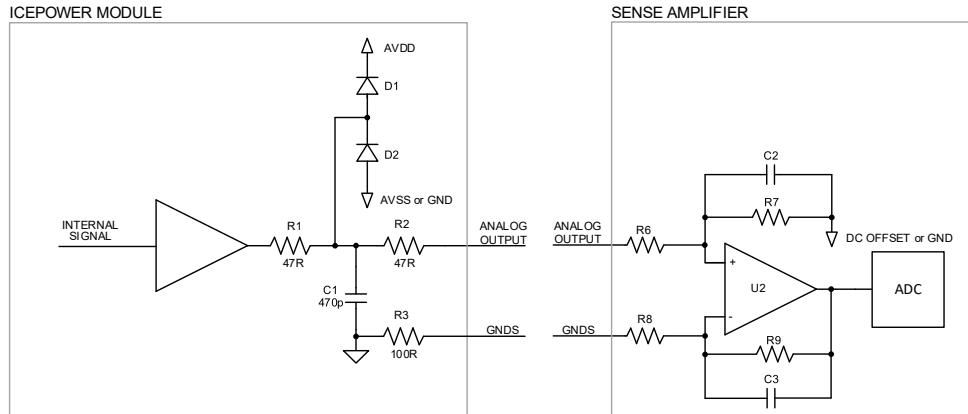 ICEPOWER MODULE
AVDD
D1
D2
AVSS or GND
INTERNAL
SIGNAL
R1
47R
R2
47R
ANALOG
OUTPUT
C1
470p
R3
100R
GNDS
SENSE AMPLIFIER
C2
R7
ANALOG
OUTPUT
R6
DC OFFSET or GND
+
U2
-
ADC
GNDS
R8
R9
C3